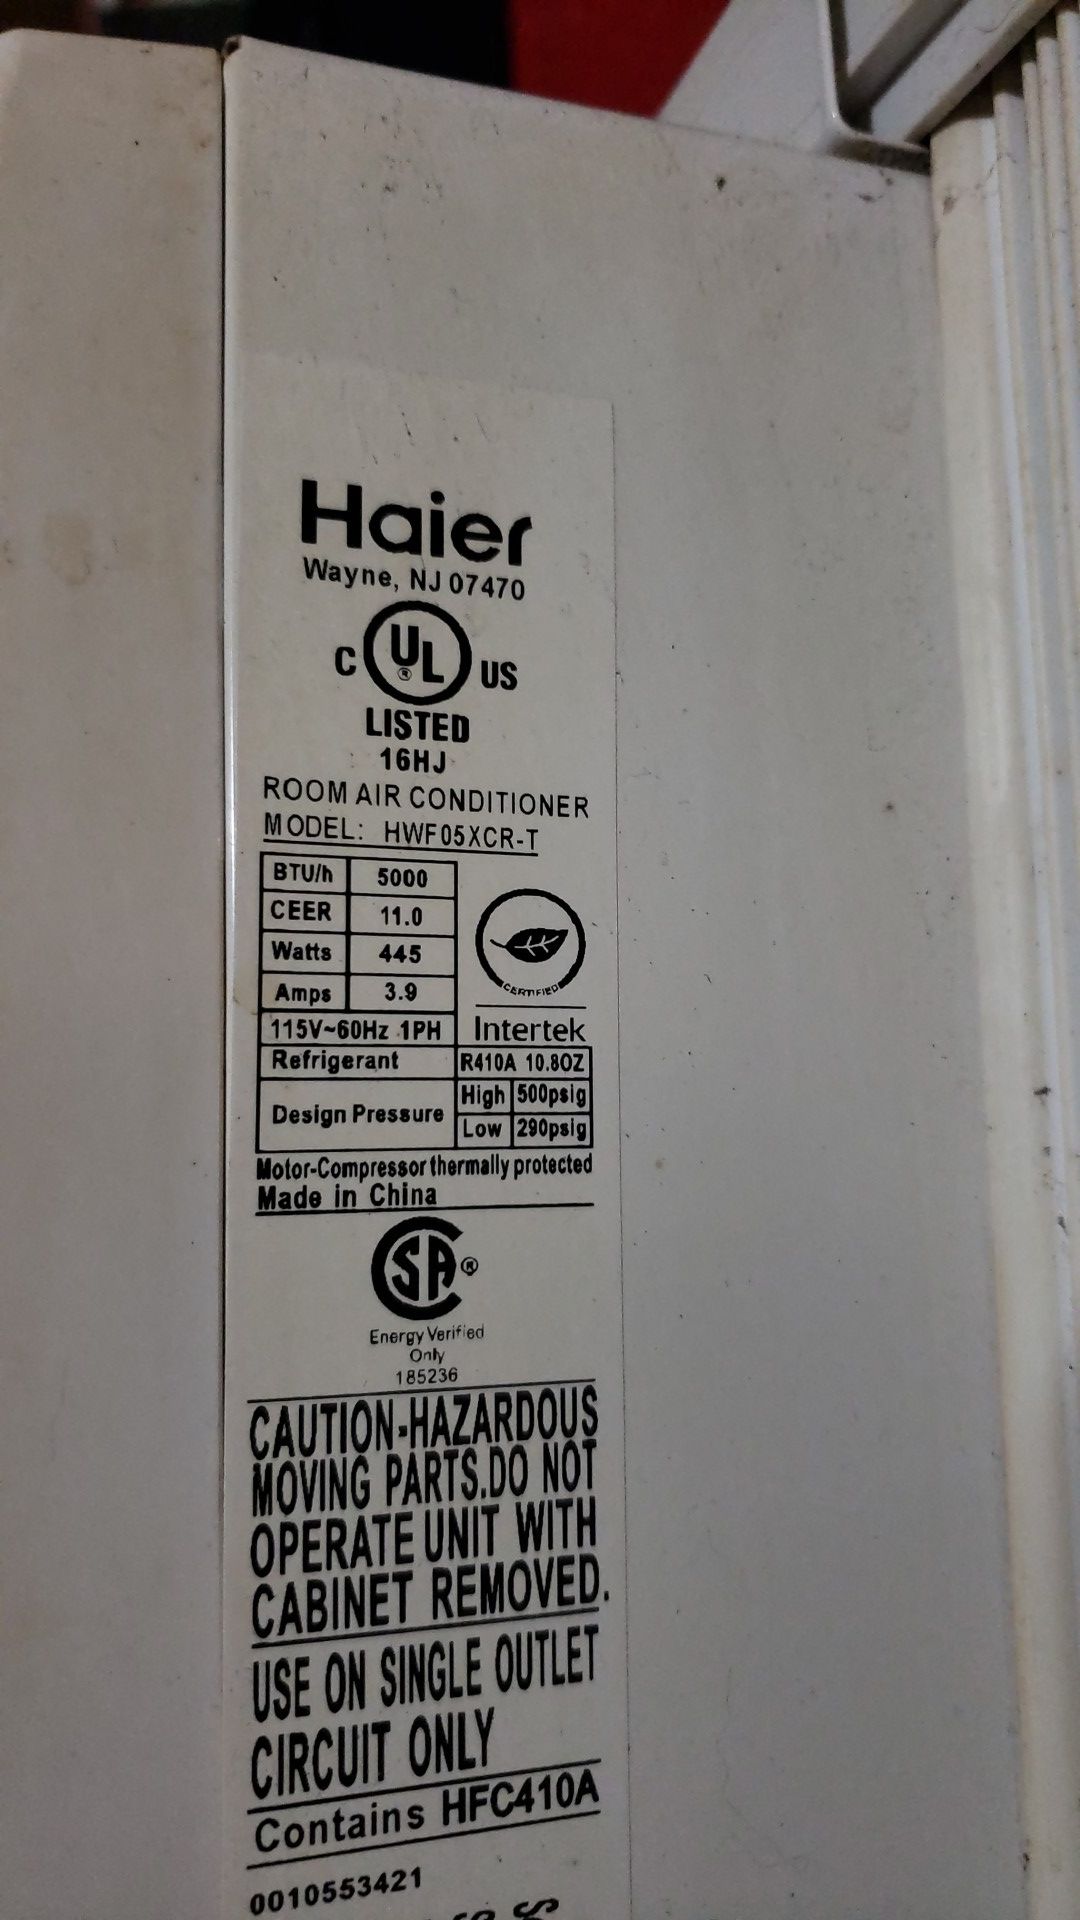 Haier
Wayne, NJ 07470
C UL® US
LISTED
16HJ
ROOM AIR CONDITIONER
MODEL: HWF05XCR-T
BTU/h 5000
CEER 11.0
Watts 445
Amps 3.9
CERTIFIED
115V~60Hz 1PH
Intertek
Refrigerant R410A 10.8OZ
Design Pressure High 500psig
Low 290psig
Motor-Compressor thermally protected
Made in China
CSA®
Energy Verified
Only
185236
CAUTION-HAZARDOUS
MOVING PARTS.DO NOT
OPERATE UNIT WITH
CABINET REMOVED.
USE ON SINGLE OUTLET
CIRCUIT ONLY
Contains HFC410A
0010553421